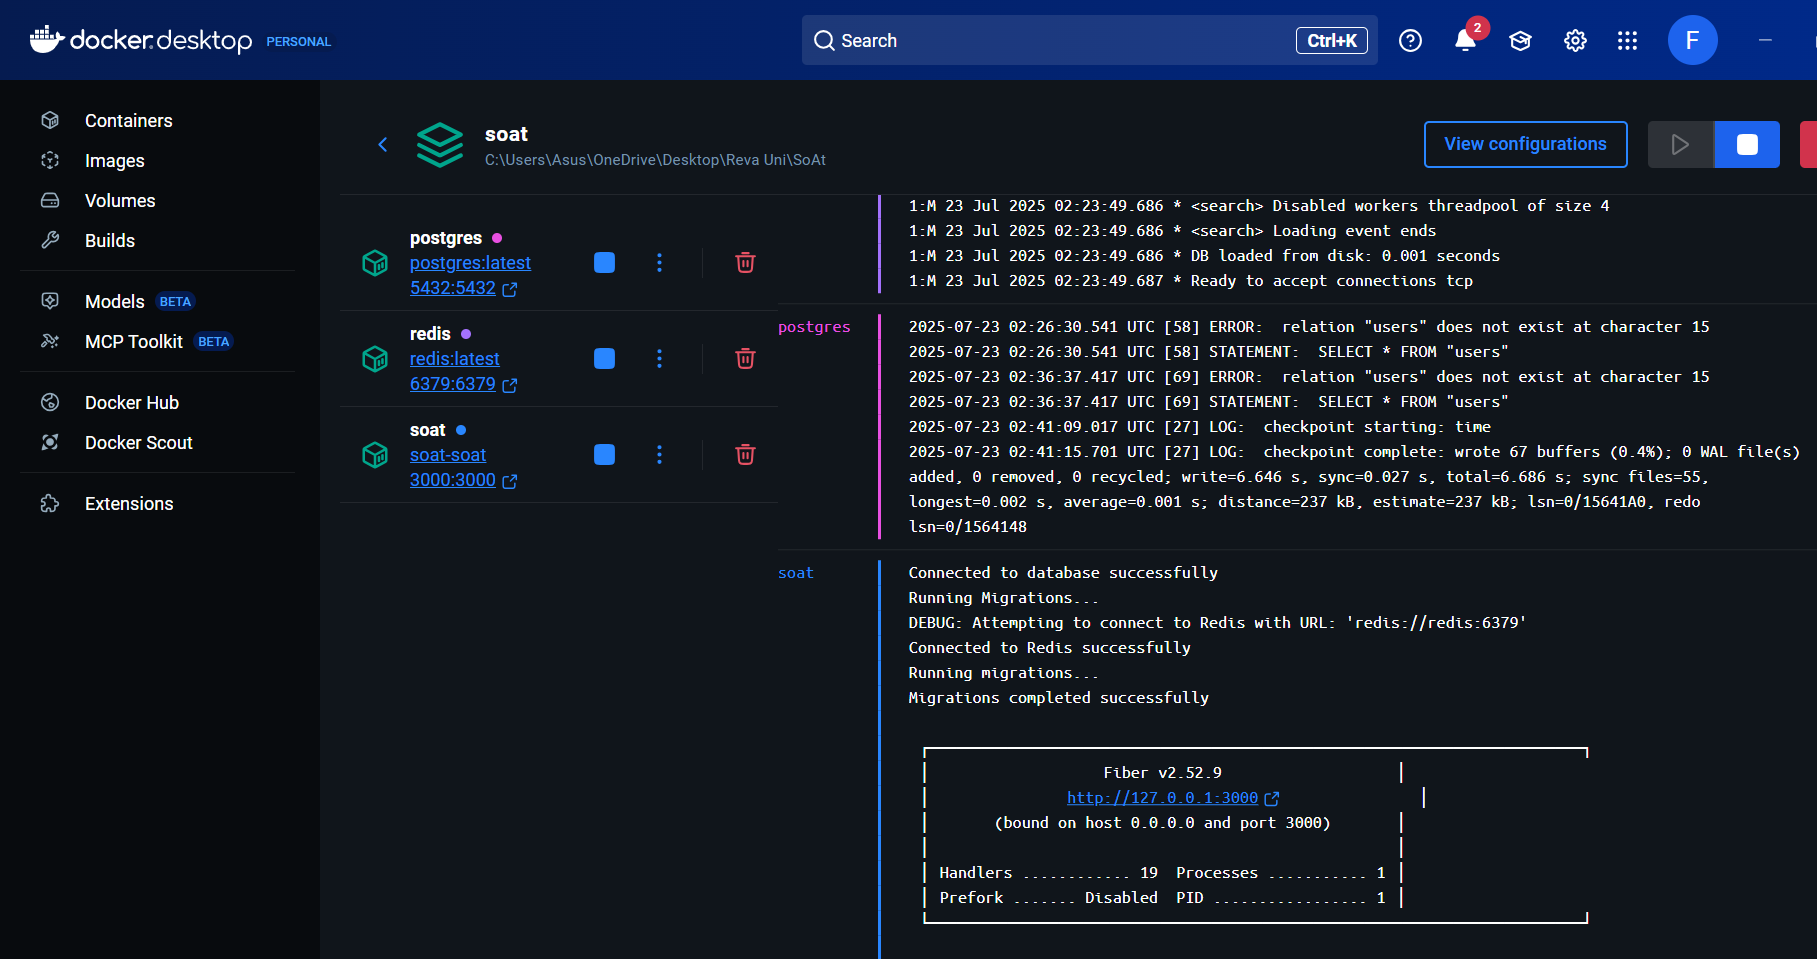 docker.desktop PERSONAL
Search
Ctrl+K
2
F
Containers
Images
Volumes
Builds
Models BETA
MCP Toolkit BETA
Docker Hub
Docker Scout
Extensions
soat
C:\Users\Asus\OneDrive\Desktop\Reva Uni\SoAt
View configurations
postgres
postgres:latest
5432:5432
redis
redis:latest
6379:6379
soat
soat-soat
3000:3000
1:M 23 Jul 2025 02:23:49.686 * <search> Disabled workers threadpool of size 4
1:M 23 Jul 2025 02:23:49.686 * <search> Loading event ends
1:M 23 Jul 2025 02:23:49.686 * DB loaded from disk: 0.001 seconds
1:M 23 Jul 2025 02:23:49.687 * Ready to accept connections tcp
postgres
2025-07-23 02:26:30.541 UTC [58] ERROR:  relation "users" does not exist at character 15
2025-07-23 02:26:30.541 UTC [58] STATEMENT:  SELECT * FROM "users"
2025-07-23 02:36:37.417 UTC [69] ERROR:  relation "users" does not exist at character 15
2025-07-23 02:36:37.417 UTC [69] STATEMENT:  SELECT * FROM "users"
2025-07-23 02:41:09.017 UTC [27] LOG:  checkpoint starting: time
2025-07-23 02:41:15.701 UTC [27] LOG:  checkpoint complete: wrote 67 buffers (0.4%); 0 WAL file(s)
added, 0 removed, 0 recycled; write=6.646 s, sync=0.027 s, total=6.686 s; sync files=55,
longest=0.002 s, average=0.001 s; distance=237 kB, estimate=237 kB; lsn=0/15641A0, redo
lsn=0/1564148
soat
Connected to database successfully
Running Migrations...
DEBUG: Attempting to connect to Redis with URL: 'redis://redis:6379'
Connected to Redis successfully
Running migrations...
Migrations completed successfully
Fiber v2.52.9
http://127.0.0.1:3000
(bound on host 0.0.0.0 and port 3000)
Handlers ............ 19  Processes ........... 1
Prefork ....... Disabled  PID ................. 1